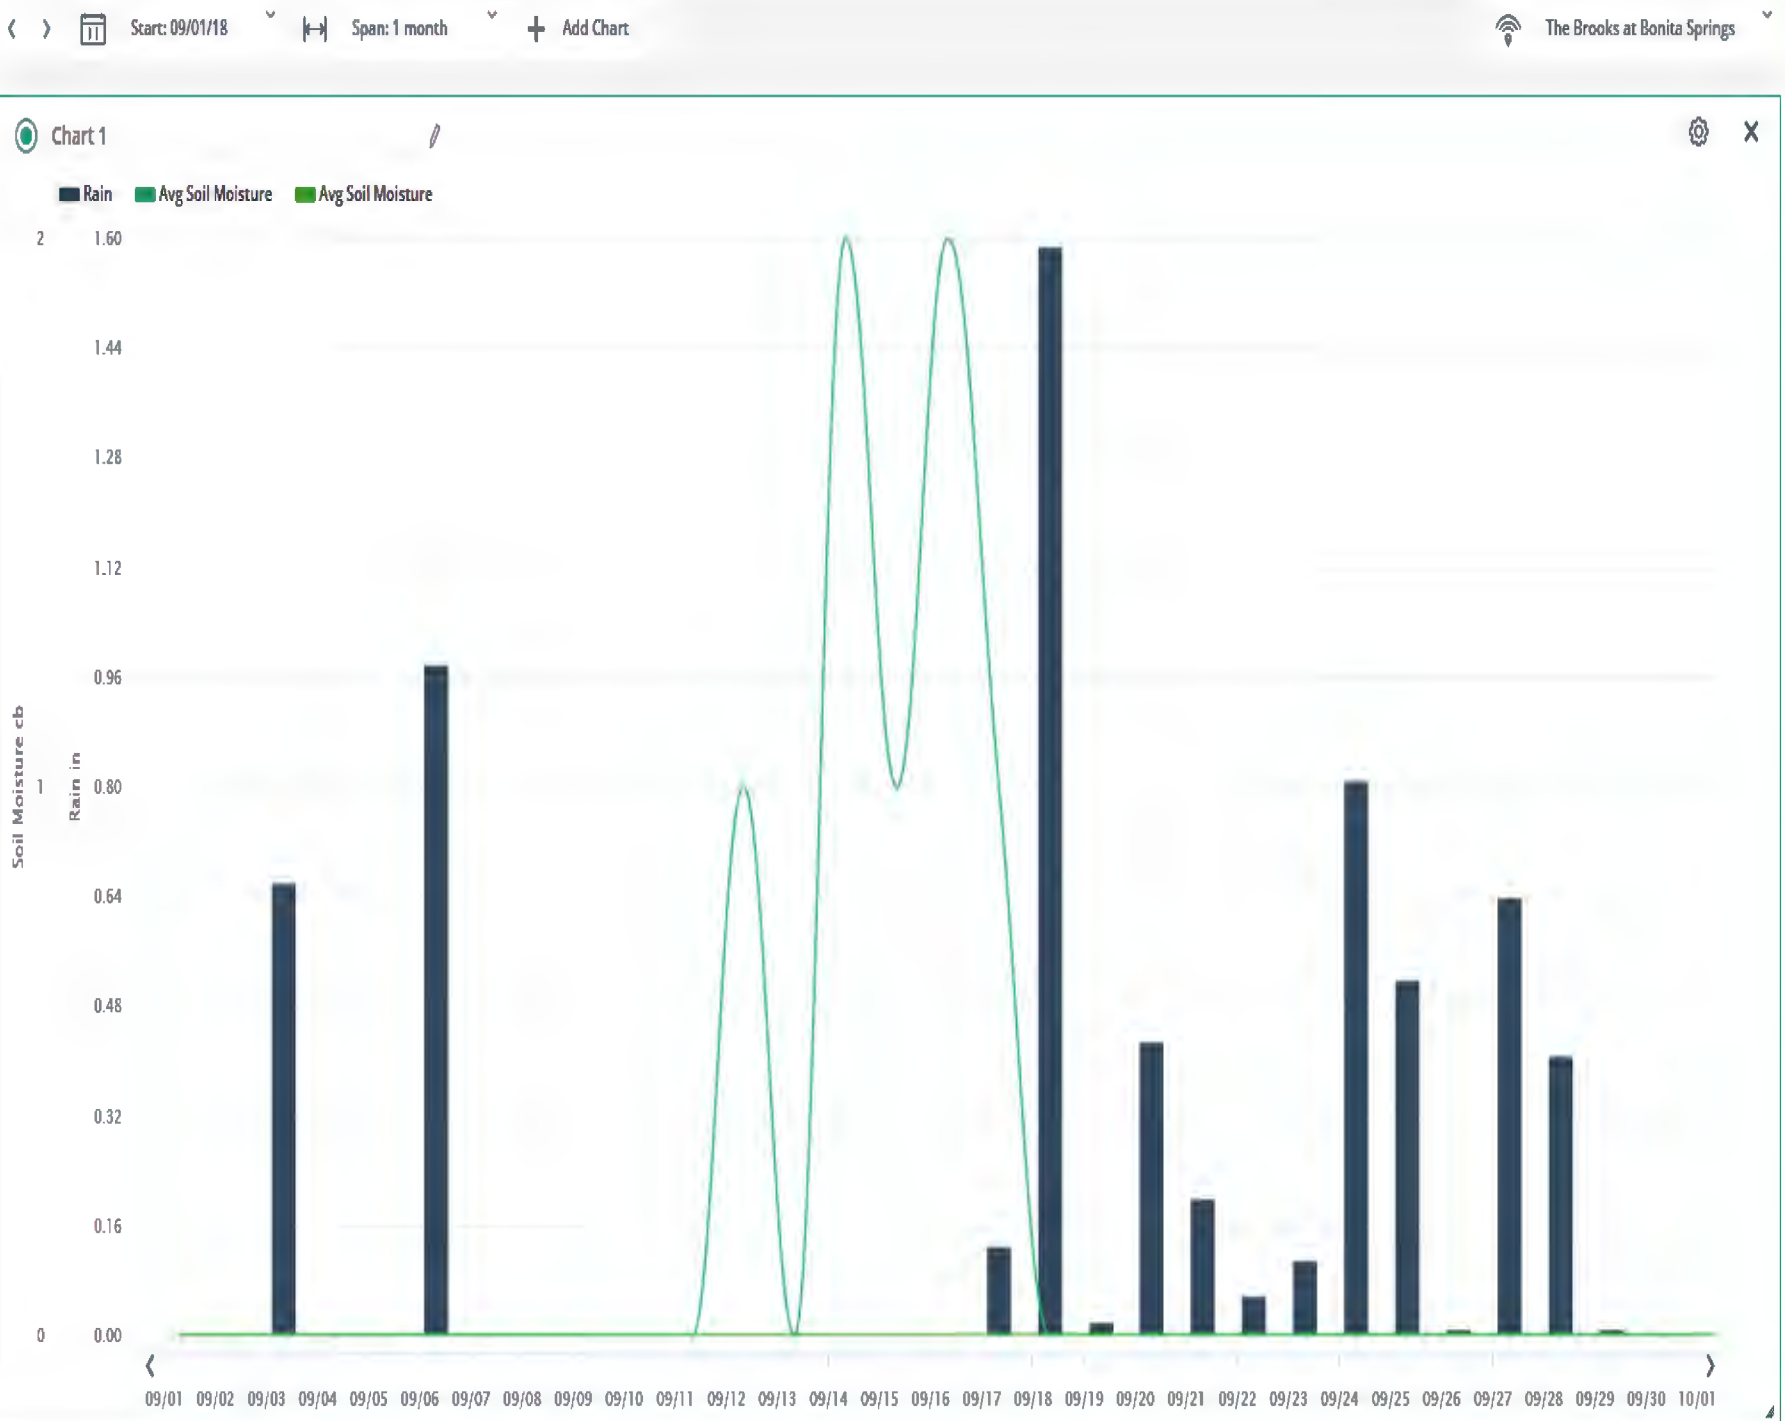 Start: 09/01/18 Span: 1 month Add Chart The Brooks at Bonita Springs
Chart 1
Rain Avg Soil Moisture Avg Soil Moisture
2 1.60
1.44
1.28
1.12
0.96
1 0.80
0.64
0.48
0.32
0.16
0 0.00
Soil Moisture cb
Rain in
09/01 09/02 09/03 09/04 09/05 09/06 09/07 09/08 09/09 09/10 09/11 09/12 09/13 09/14 09/15 09/16 09/17 09/18 09/19 09/20 09/21 09/22 09/23 09/24 09/25 09/26 09/27 09/28 09/29 09/30 10/01